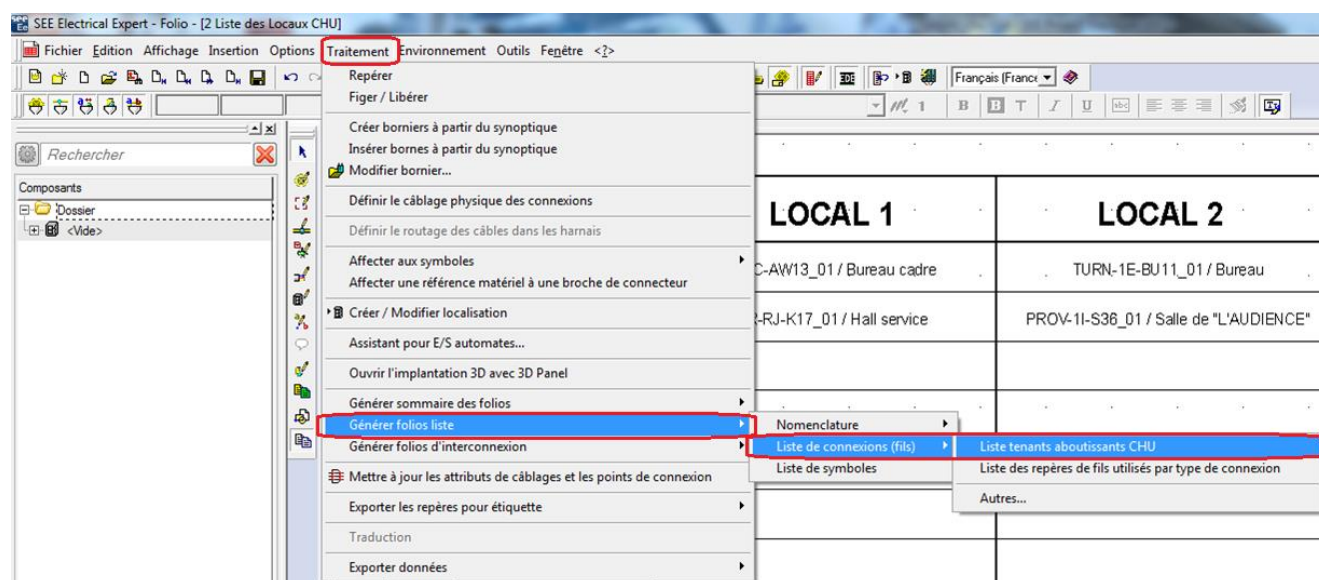 SEE Electrical Expert - Folio - [2 Liste des Locaux CHU]
Fichier Edition Affichage Insertion Options Traitement Environnement Outils Fenêtre <?>
Français (France
B B T I U abc
Rechercher
Composants
Dossier
<Vide>
Repérer
Figer / Libérer
Créer borniers à partir du synoptique
Insérer bornes à partir du synoptique
Modifier bornier...
Définir le câblage physique des connexions
Définir le routage des câbles dans les harnais
Affecter aux symboles
Affecter une référence matériel à une broche de connecteur
Créer / Modifier localisation
Assistant pour E/S automates...
Ouvrir l'implantation 3D avec 3D Panel
Générer sommaire des folios
Générer folios liste
Générer folios d'interconnexion
Mettre à jour les attributs de câblages et les points de connexion
Exporter les repères pour étiquette
Traduction
Exporter données
Nomenclature
Liste de connexions (fils)
Liste de symboles
Liste tenants aboutissants CHU
Liste des repères de fils utilisés par type de connexion
Autres...
LOCAL 1 LOCAL 2
C-AW13_01 / Bureau cadre TURN-1E-BU11_01 / Bureau
-RJ-K17_01 / Hall service PROV-1I-S36_01 / Salle de "L'AUDIENCE"